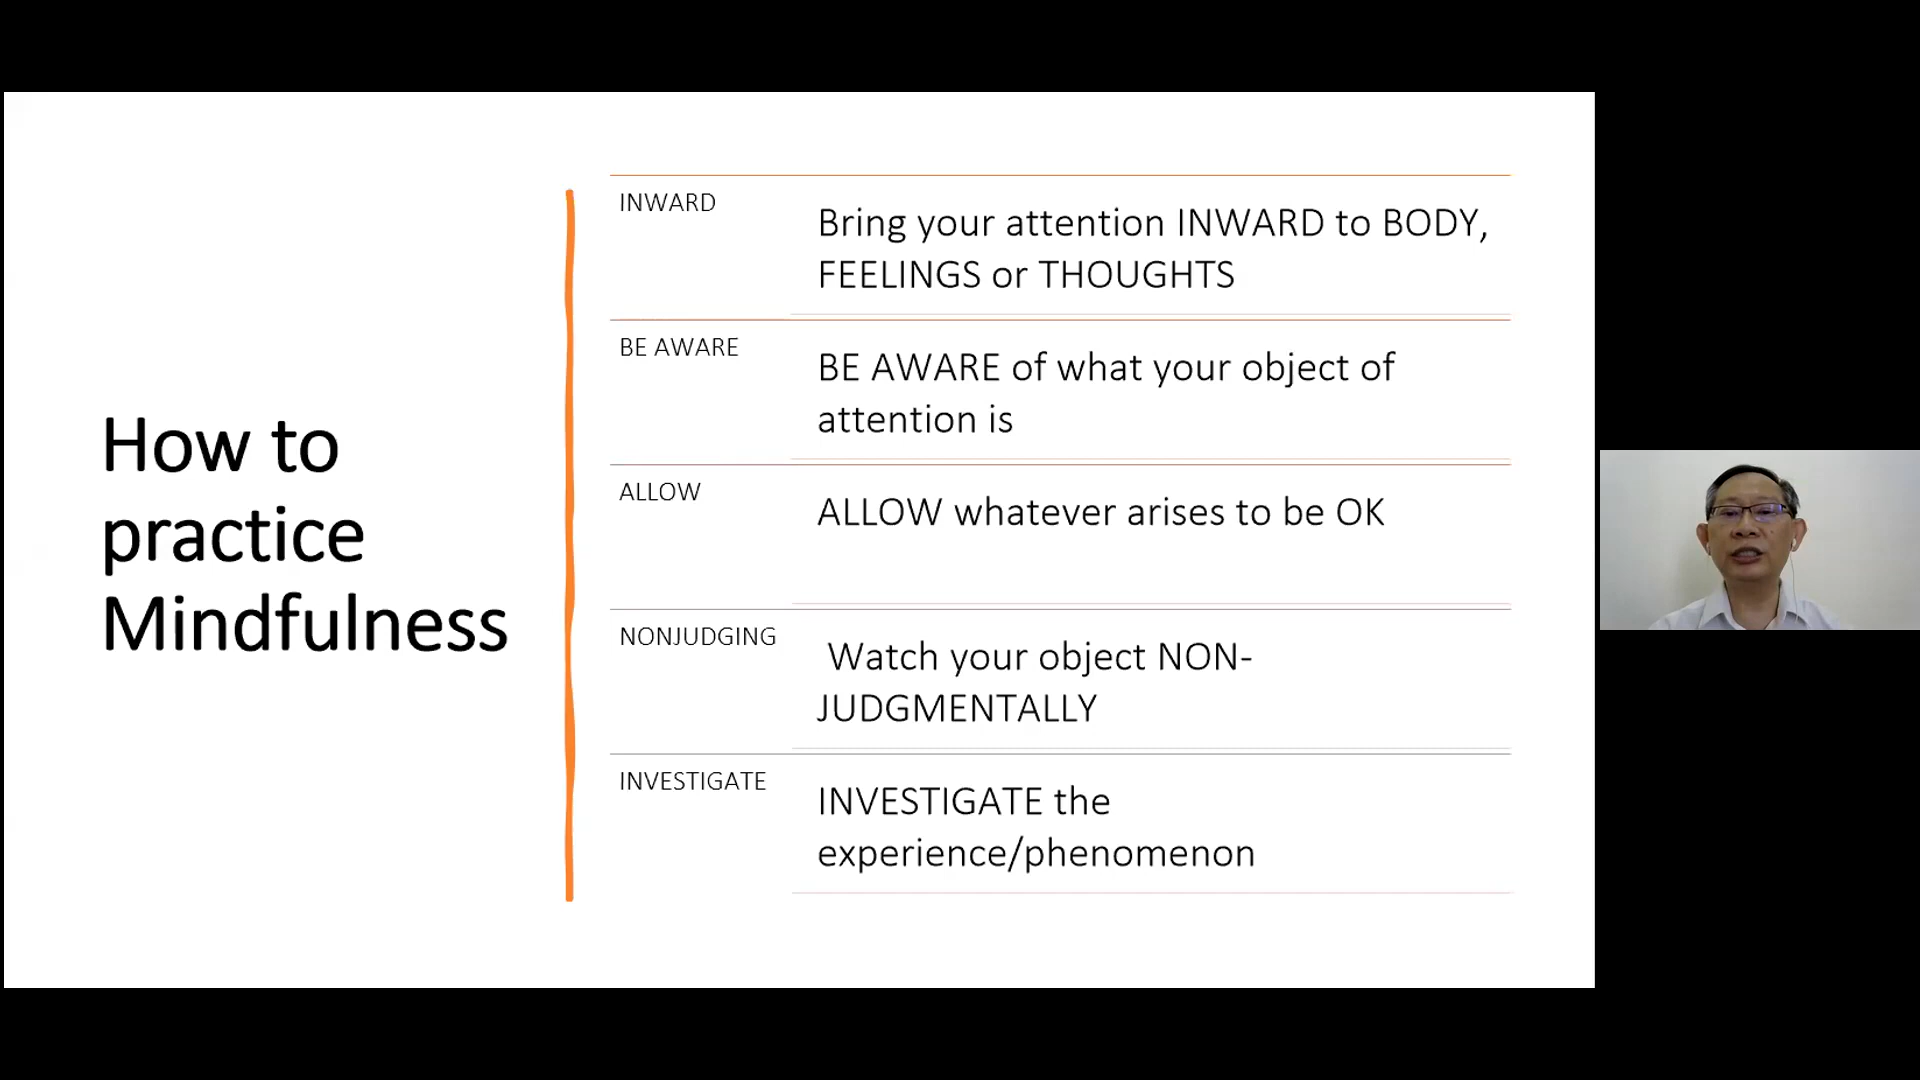 How to
practice
Mindfulness
INWARD
Bring your attention INWARD to BODY,
FEELINGS or THOUGHTS
BE AWARE
BE AWARE of what your object of
attention is
ALLOW
ALLOW whatever arises to be OK
NONJUDGING
Watch your object NON-
JUDGMENTALLY
INVESTIGATE
INVESTIGATE the
experience/phenomenon